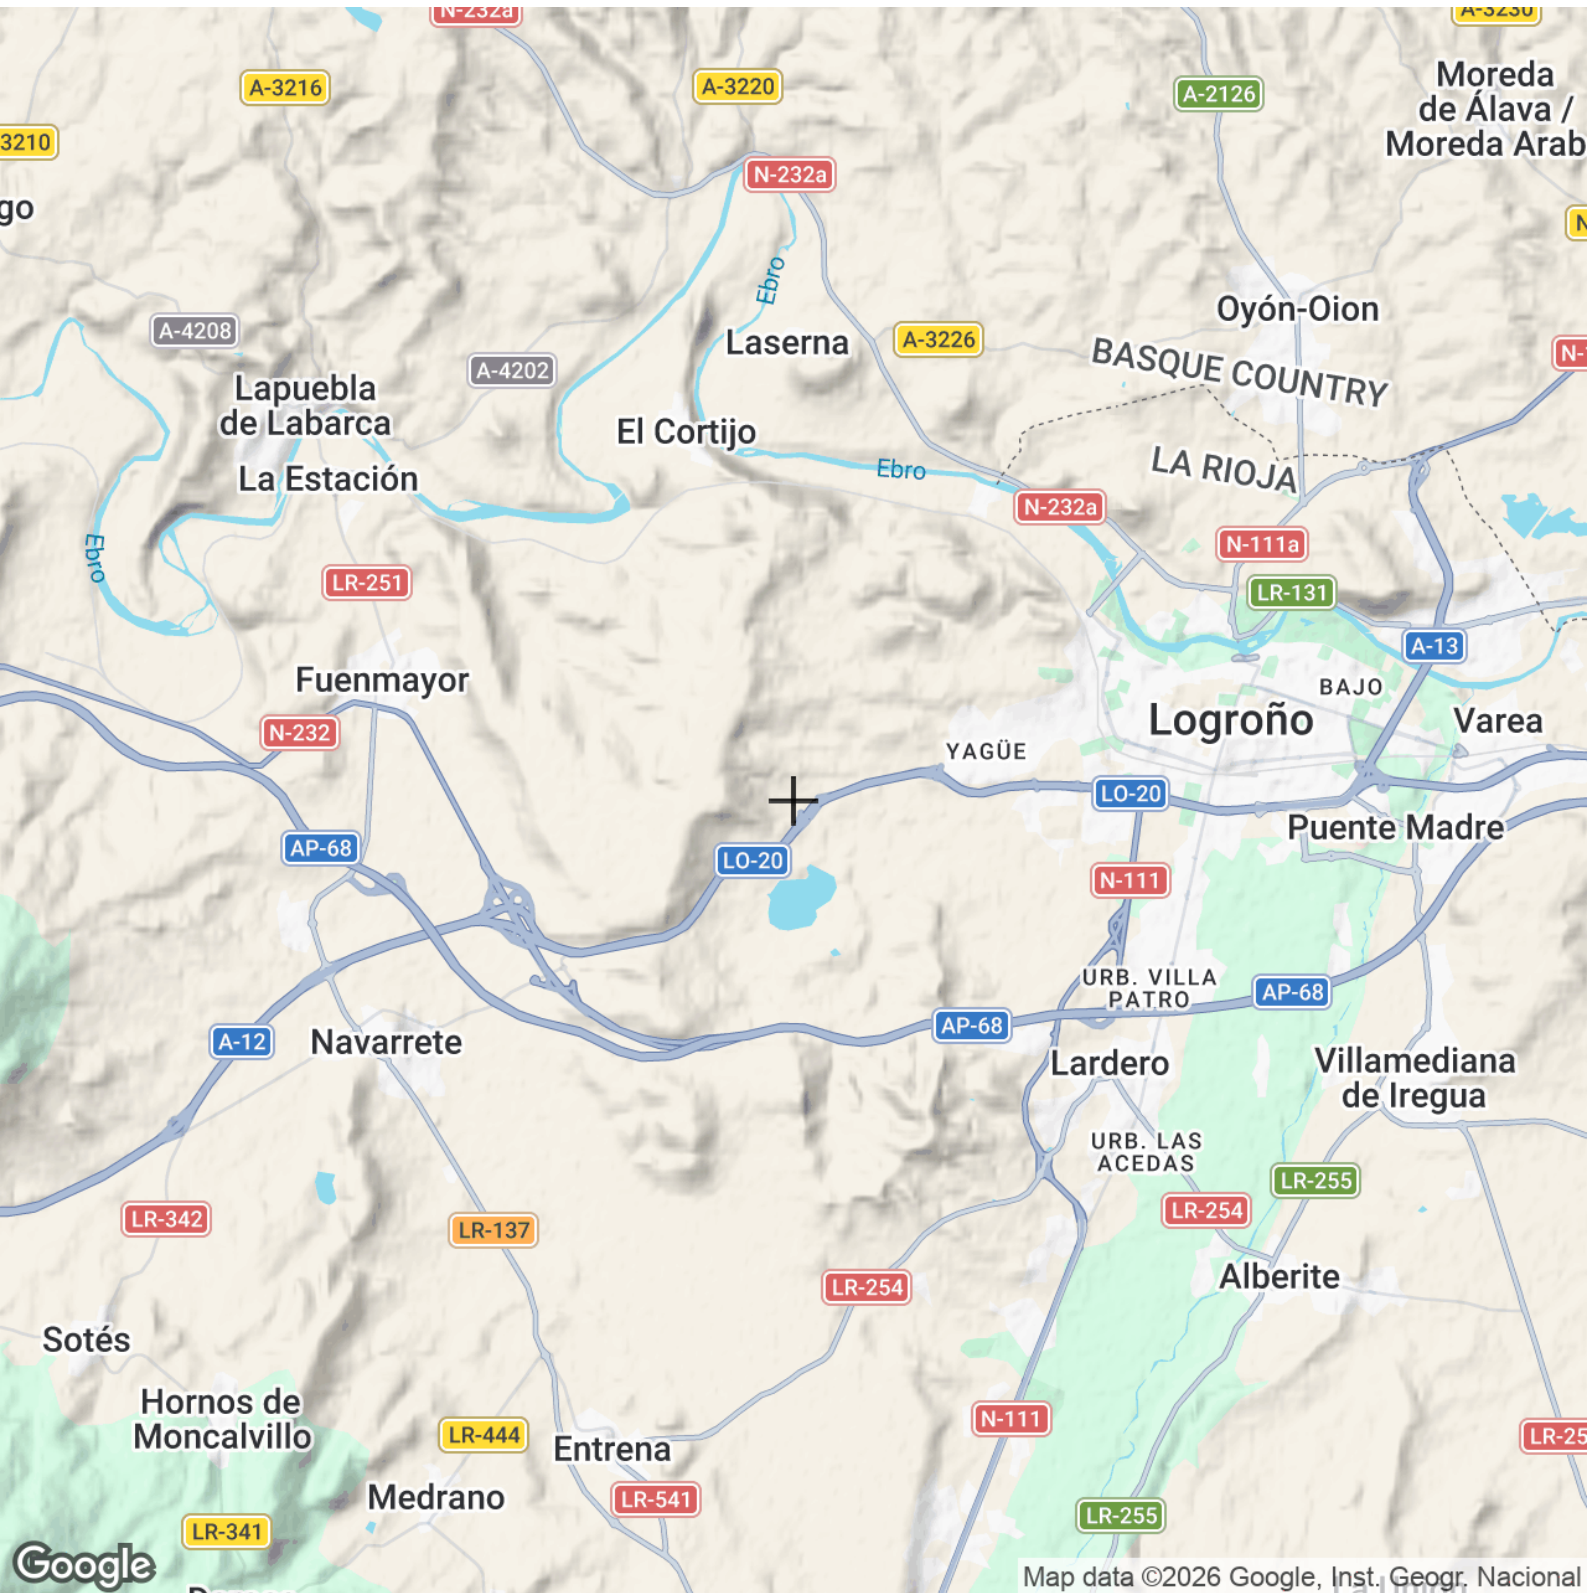 N-232a
A-3230
A-3216
A-3220
A-2126
Moreda
de Álava /
Moreda Arab
3210
N-232a
go
Ebro
Oyón-Oion
A-4208
Laserna
A-3226
BASQUE COUNTRY
A-4202
Lapuebla
de Labarca
El Cortijo
Ebro
LA RIOJA
La Estación
N-232a
N-111a
Ebro
LR-251
LR-131
A-13
Fuenmayor
BAJO
Logroño
Varea
N-232
YAGÜE
LO-20
Puente Madre
AP-68
LO-20
N-111
URB. VILLA
PATRO
AP-68
AP-68
A-12
Navarrete
Lardero
Villamediana
de Iregua
URB. LAS
ACEDAS
LR-255
LR-342
LR-137
LR-254
LR-254
Alberite
Sotés
Hornos de
Moncalvillo
N-111
LR-444
Entrena
LR-25
Medrano
LR-541
LR-255
LR-341
Google
Map data ©2026 Google, Inst. Geogr. Nacional